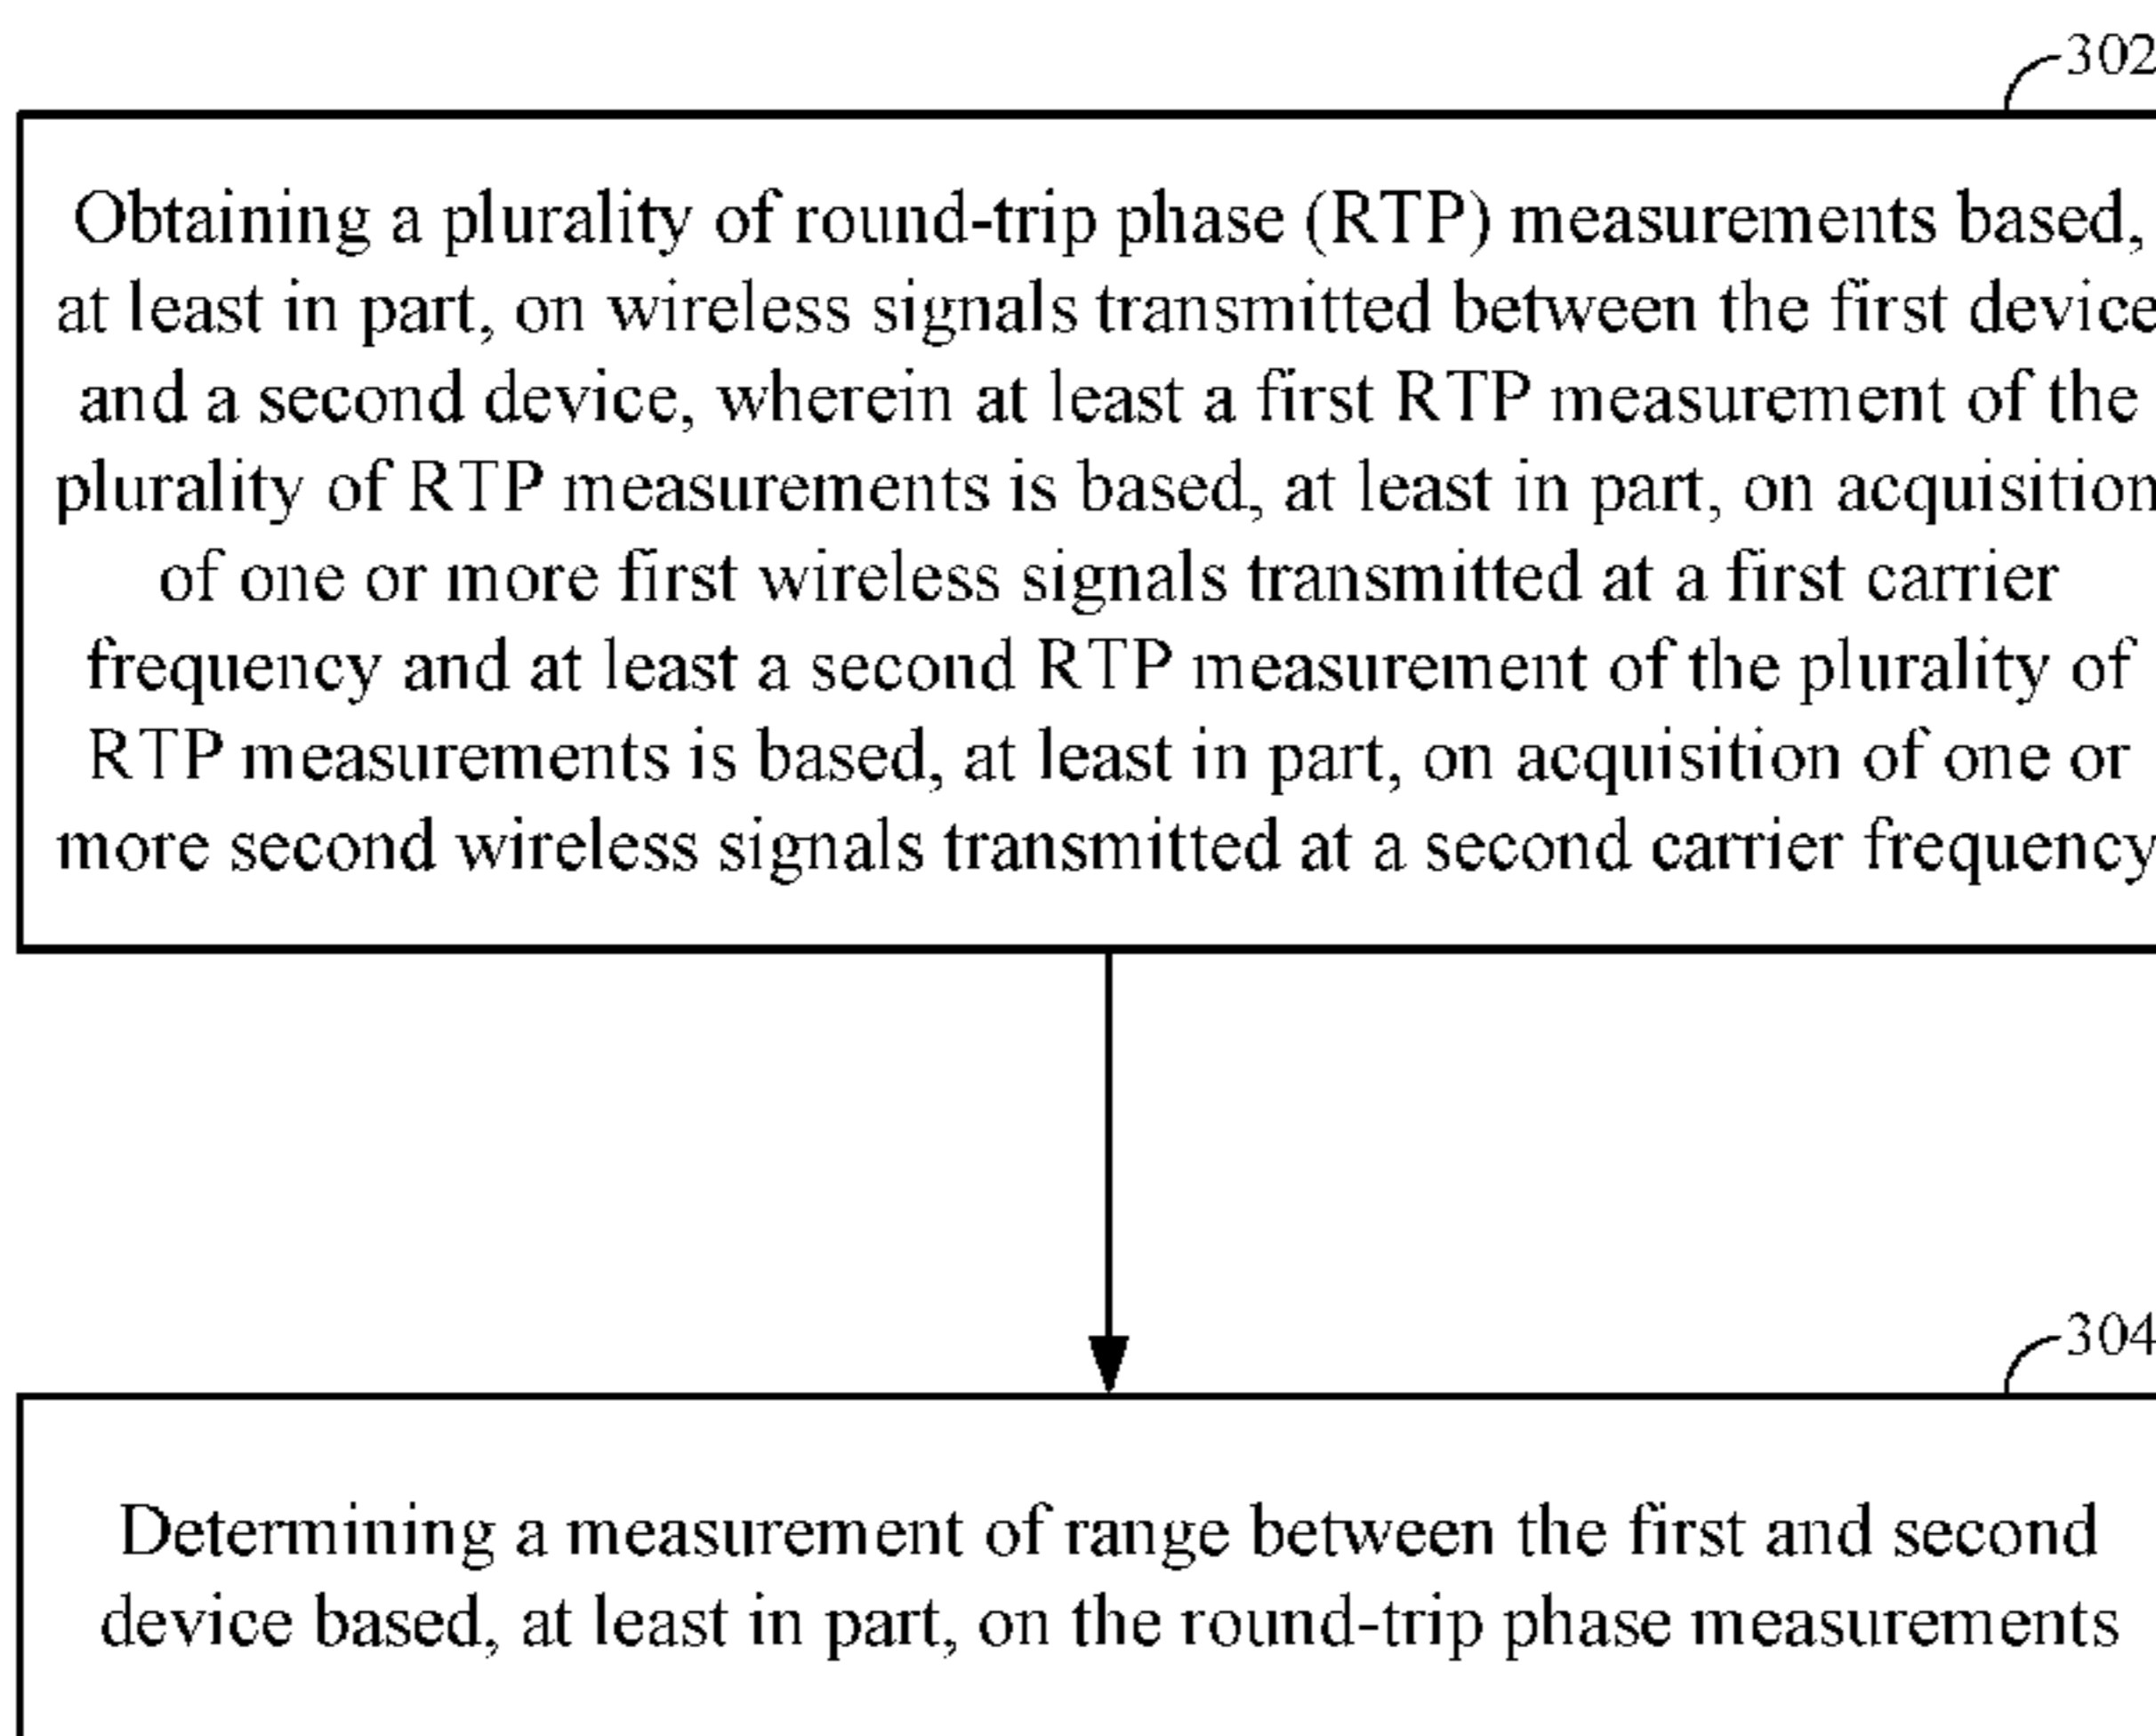 302
Obtaining a plurality of round-trip phase (RTP) measurements based,
at least in part, on wireless signals transmitted between the first device
and a second device, wherein at least a first RTP measurement of the
plurality of RTP measurements is based, at least in part, on acquisition
of one or more first wireless signals transmitted at a first carrier
frequency and at least a second RTP measurement of the plurality of
RTP measurements is based, at least in part, on acquisition of one or
more second wireless signals transmitted at a second carrier frequency
304
Determining a measurement of range between the first and second
device based, at least in part, on the round-trip phase measurements